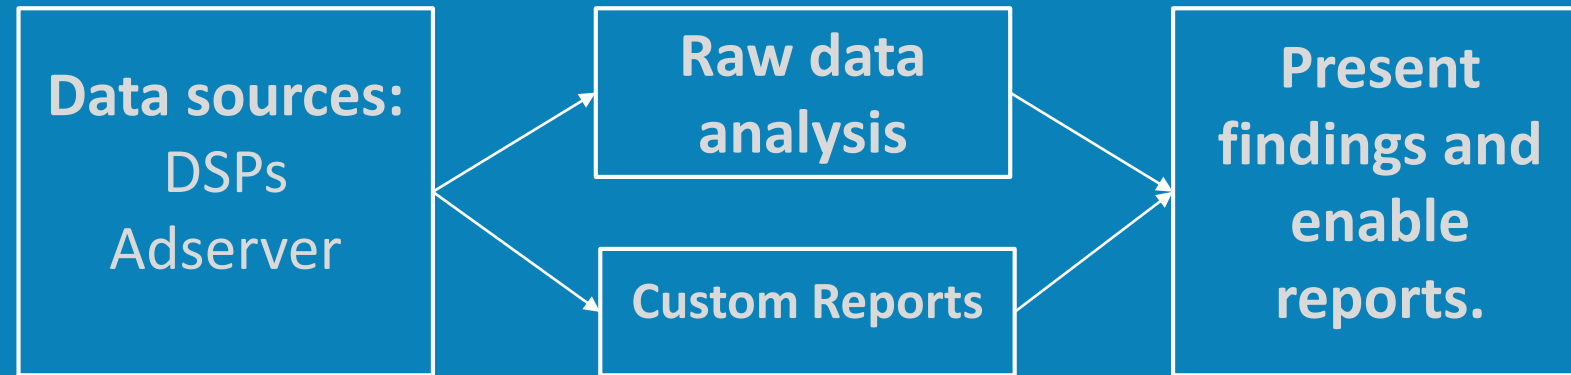 Data sources:
DSPs
Adserver
Raw data
analysis
Custom Reports
Present
findings and
enable
reports.